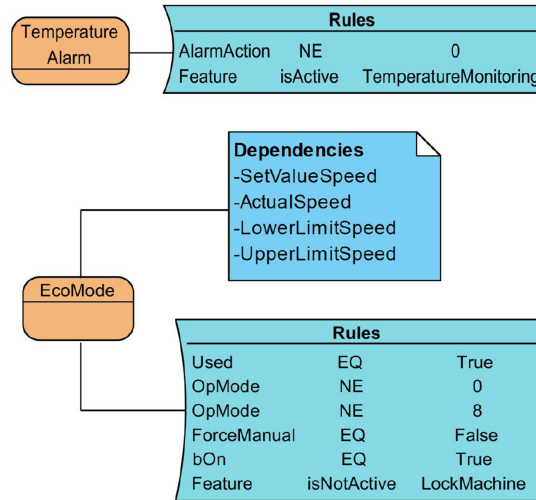 Temperature
Alarm
Rules
AlarmAction NE 0
Feature isActive TemperatureMonitoring
Dependencies
-SetValueSpeed
-ActualSpeed
-LowerLimitSpeed
-UpperLimitSpeed
EcoMode
Rules
Used EQ True
OpMode NE 0
OpMode NE 8
ForceManual EQ False
bOn EQ True
Feature isNotActive LockMachine